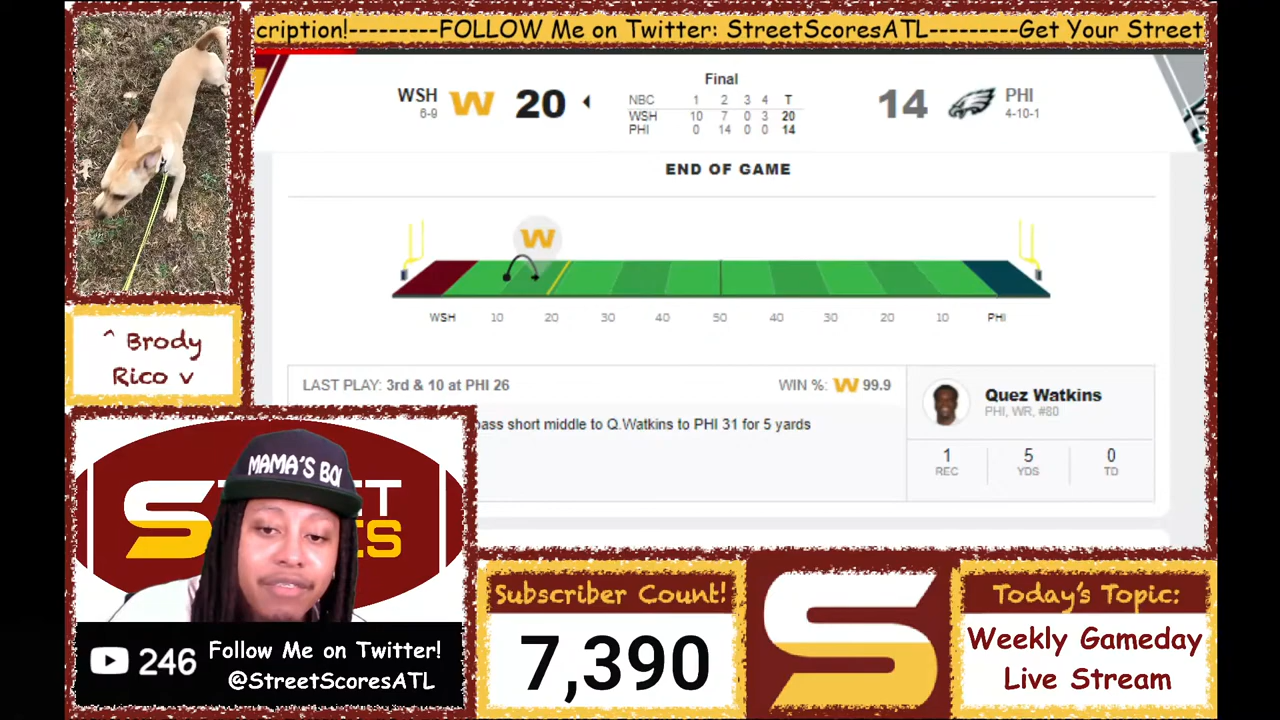 cription!---------FOLLOW Me on Twitter: StreetScoresATL---------Get Your Street
WSH
6-9
W
20
Final
NBC 1 2 3 4 T
WSH 10 7 0 3 20
PHI 0 14 0 0 14
14
PHI
4-10-1
END OF GAME
W
WSH 10 20 30 40 50 40 30 20 10 PHI
^ Brody
Rico v
LAST PLAY: 3rd & 10 at PHI 26
WIN %: W 99.9
pass short middle to Q.Watkins to PHI 31 for 5 yards
Quez Watkins
PHI, WR, #80
1 5 0
REC YDS TD
MAMA'S BOI
S
ET
ES
246
Follow Me on Twitter!
@StreetScoresATL
Subscriber Count!
7,390
S
Today's Topic:
Weekly Gameday
Live Stream